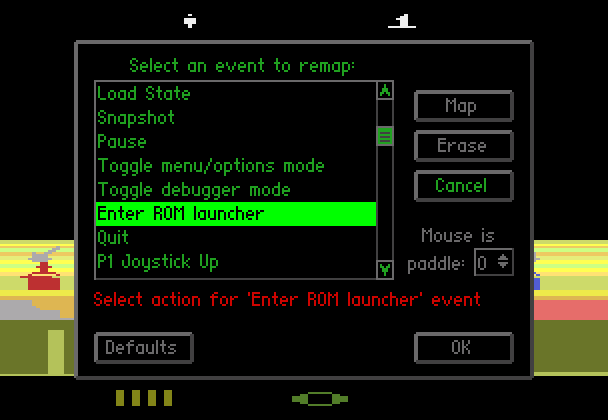 Select an event to remap:
Load State
Snapshot
Pause
Toggle menu/options mode
Toggle debugger mode
Enter ROM launcher
Quit
P1 Joystick Up
Map
Erase
Cancel
Mouse is
paddle: 0
Select action for 'Enter ROM launcher' event
Defaults
OK